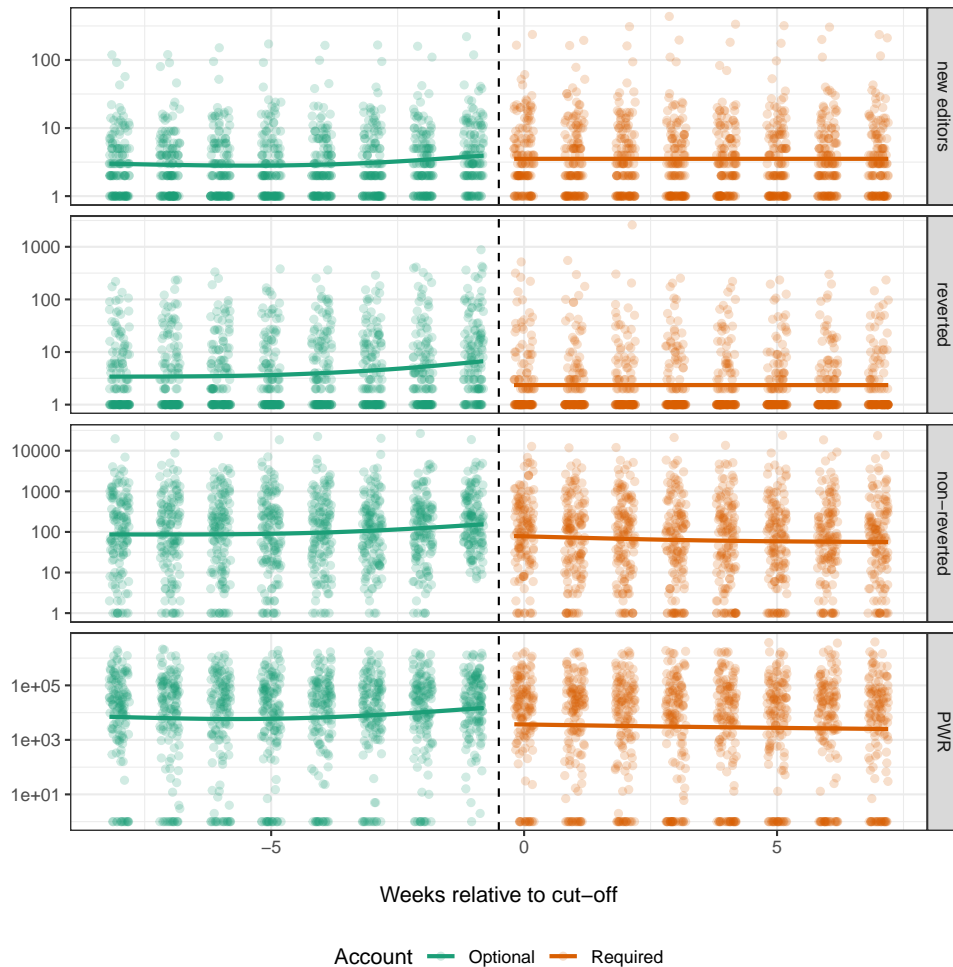 100
10
1
new editors
1000
100
10
1
reverted
10000
1000
100
10
1
non−reverted
1e+05
1e+03
1e+01
PWR
−5
0
5
Weeks relative to cut−off
Account
Optional
Required